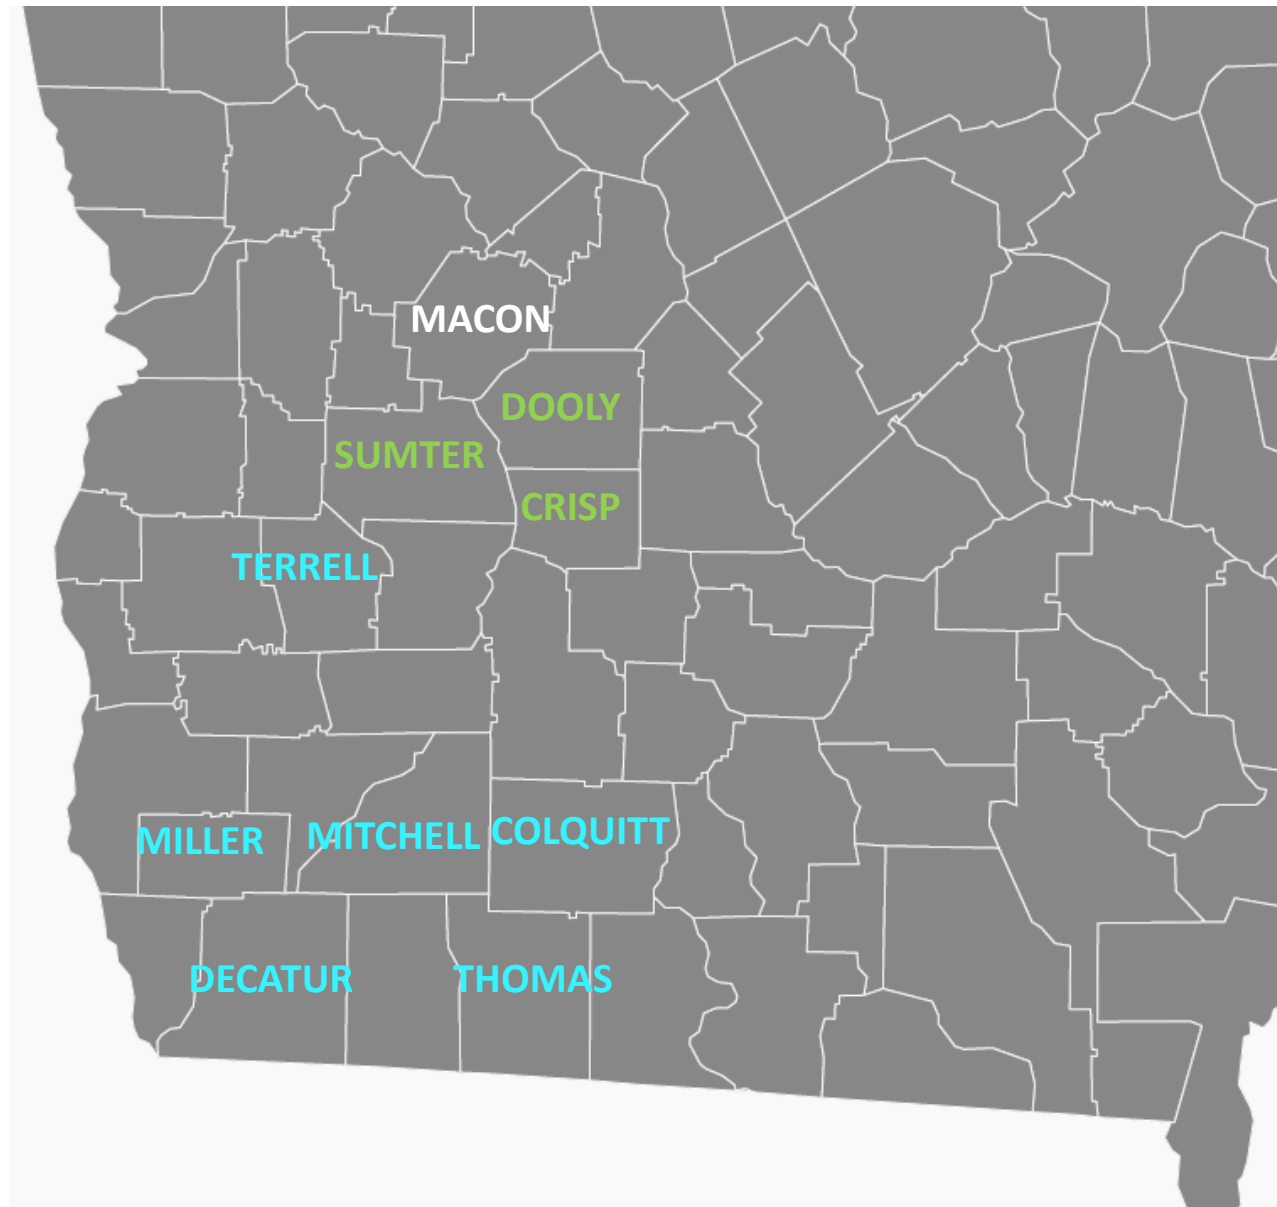 MACON
DOOLY
SUMTER
CRISP
TERRELL
MILLER
MITCHELL
COLQUITT
DECATUR
THOMAS